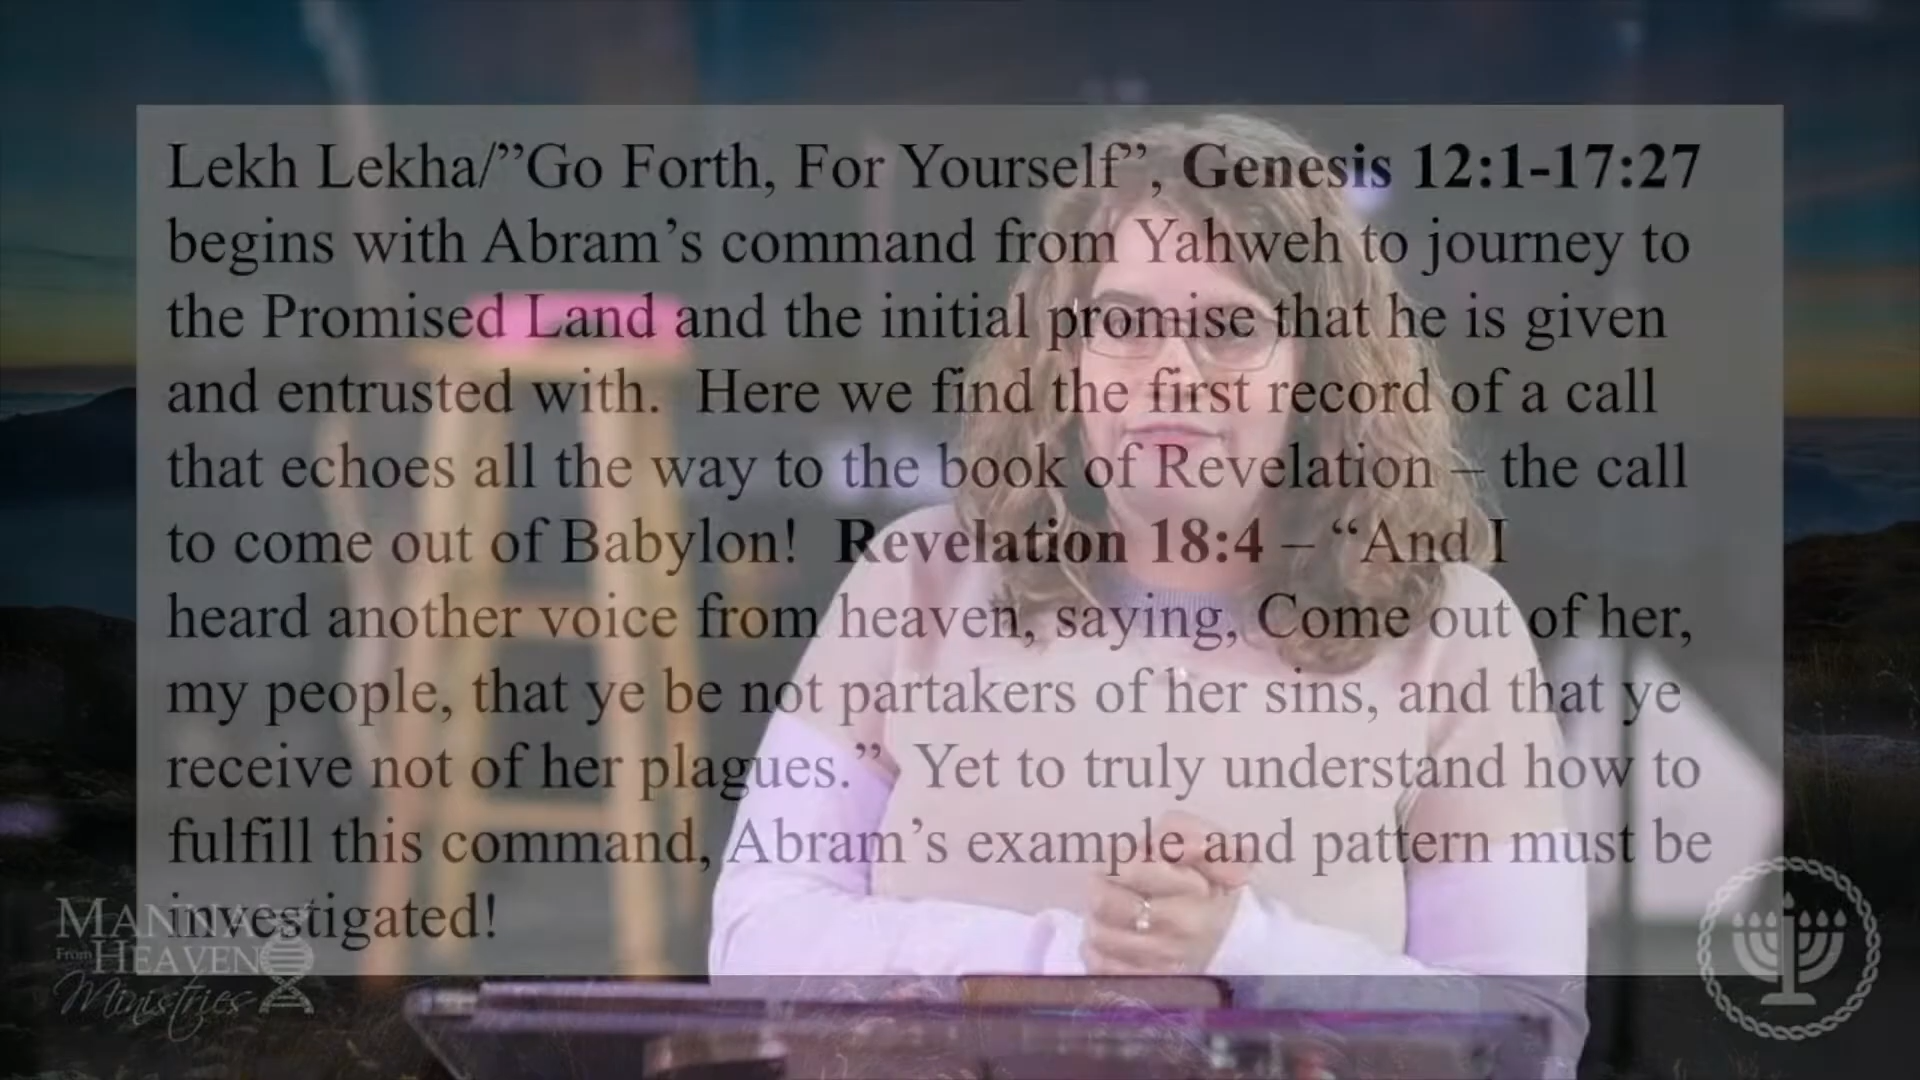 Lekh Lekha/”Go Forth, For Yourself”, Genesis 12:1-17:27
begins with Abram’s command from Yahweh to journey to
the Promised Land and the initial promise that he is given
and entrusted with.  Here we find the first record of a call
that echoes all the way to the book of Revelation – the call
to come out of Babylon!  Revelation 18:4 – “And I
heard another voice from heaven, saying, Come out of her,
my people, that ye be not partakers of her sins, and that ye
receive not of her plagues.”  Yet to truly understand how to
fulfill this command, Abram’s example and pattern must be
investigated!
MANNA
From HEAVEN
Ministries